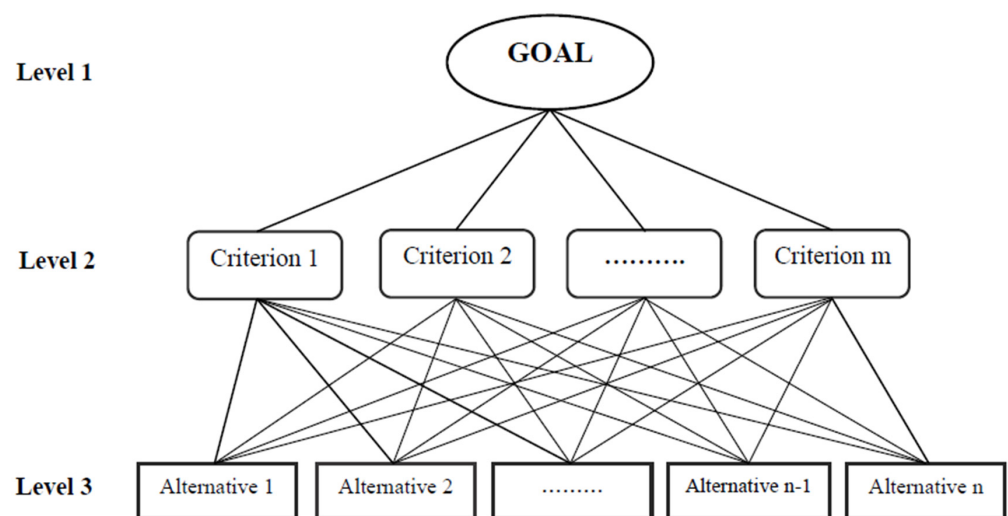 GOAL
Level 1
Level 2
Criterion 1
Criterion 2
..........
Criterion m
Level 3
Alternative 1
Alternative 2
.........
Alternative n-1
Alternative n